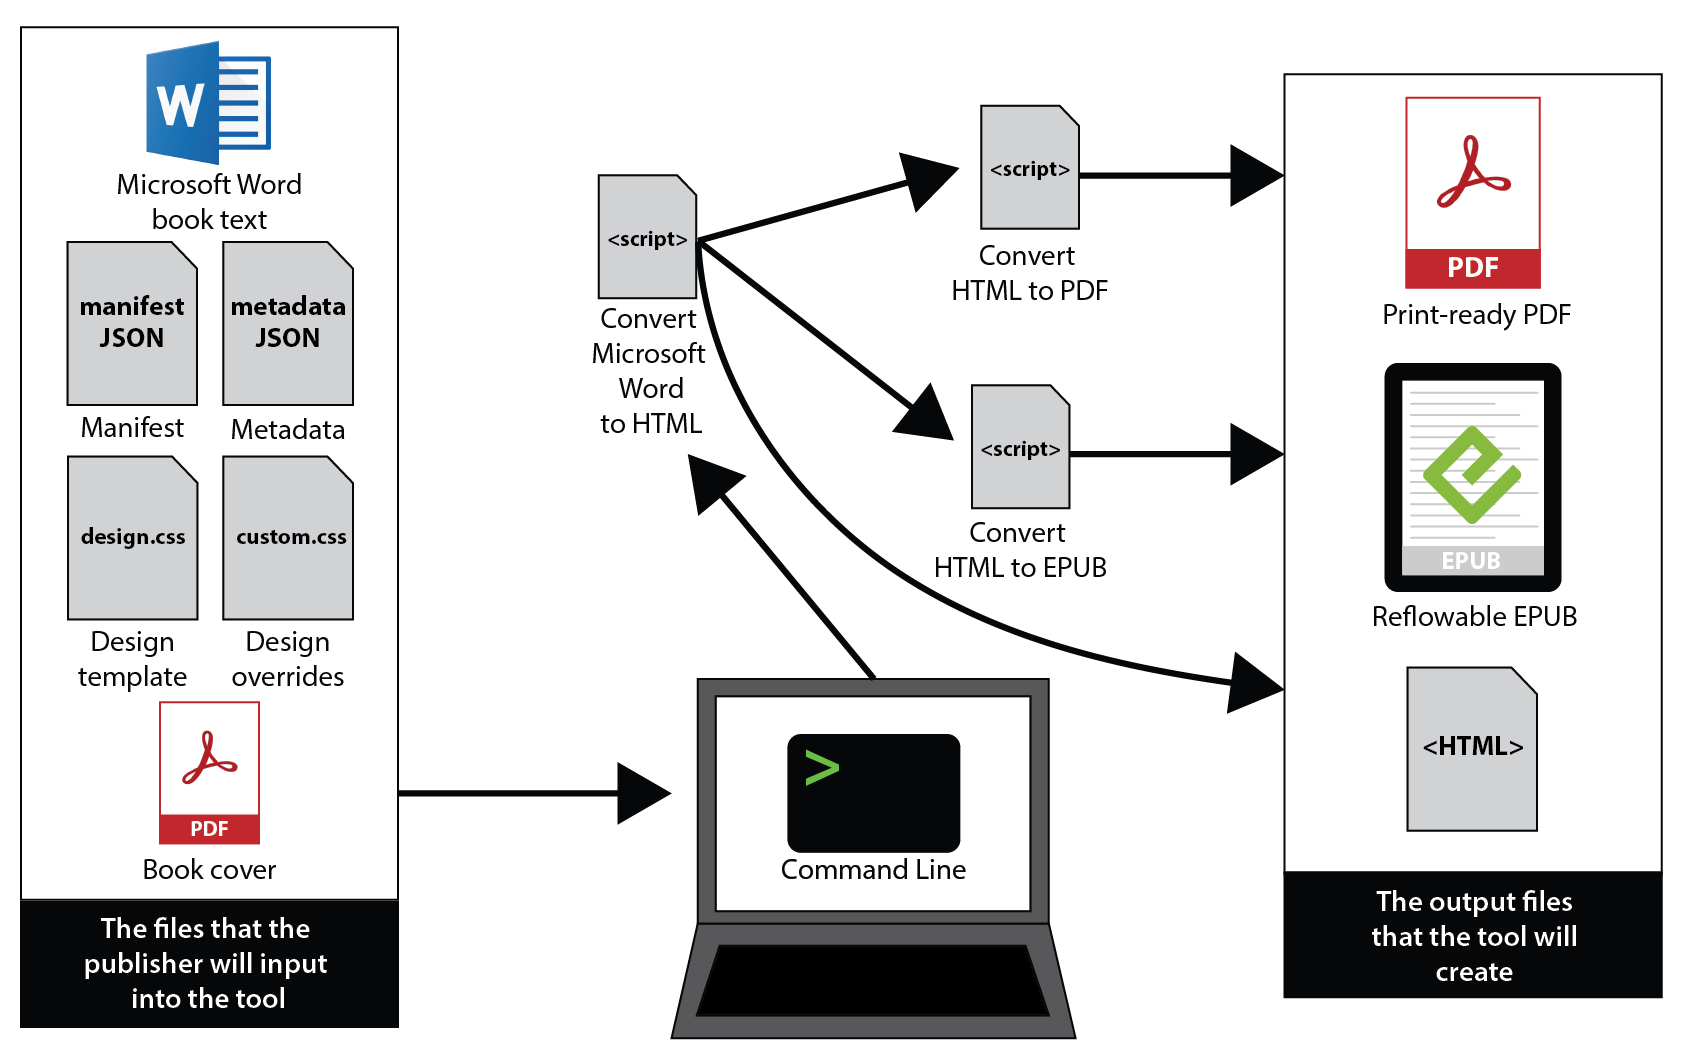 W
Microsoft Word
book text
manifest
JSON
metadata
JSON
Manifest
Metadata
design.css
custom.css
Design
template
Design
overrides
PDF
Book cover
The files that the
publisher will input
into the tool
<script>
Convert
Microsoft
Word
to HTML
<script>
Convert
HTML to PDF
<script>
Convert
HTML to EPUB
>
Command Line
PDF
Print-ready PDF
EPUB
Reflowable EPUB
<HTML>
The output files
that the tool will
create